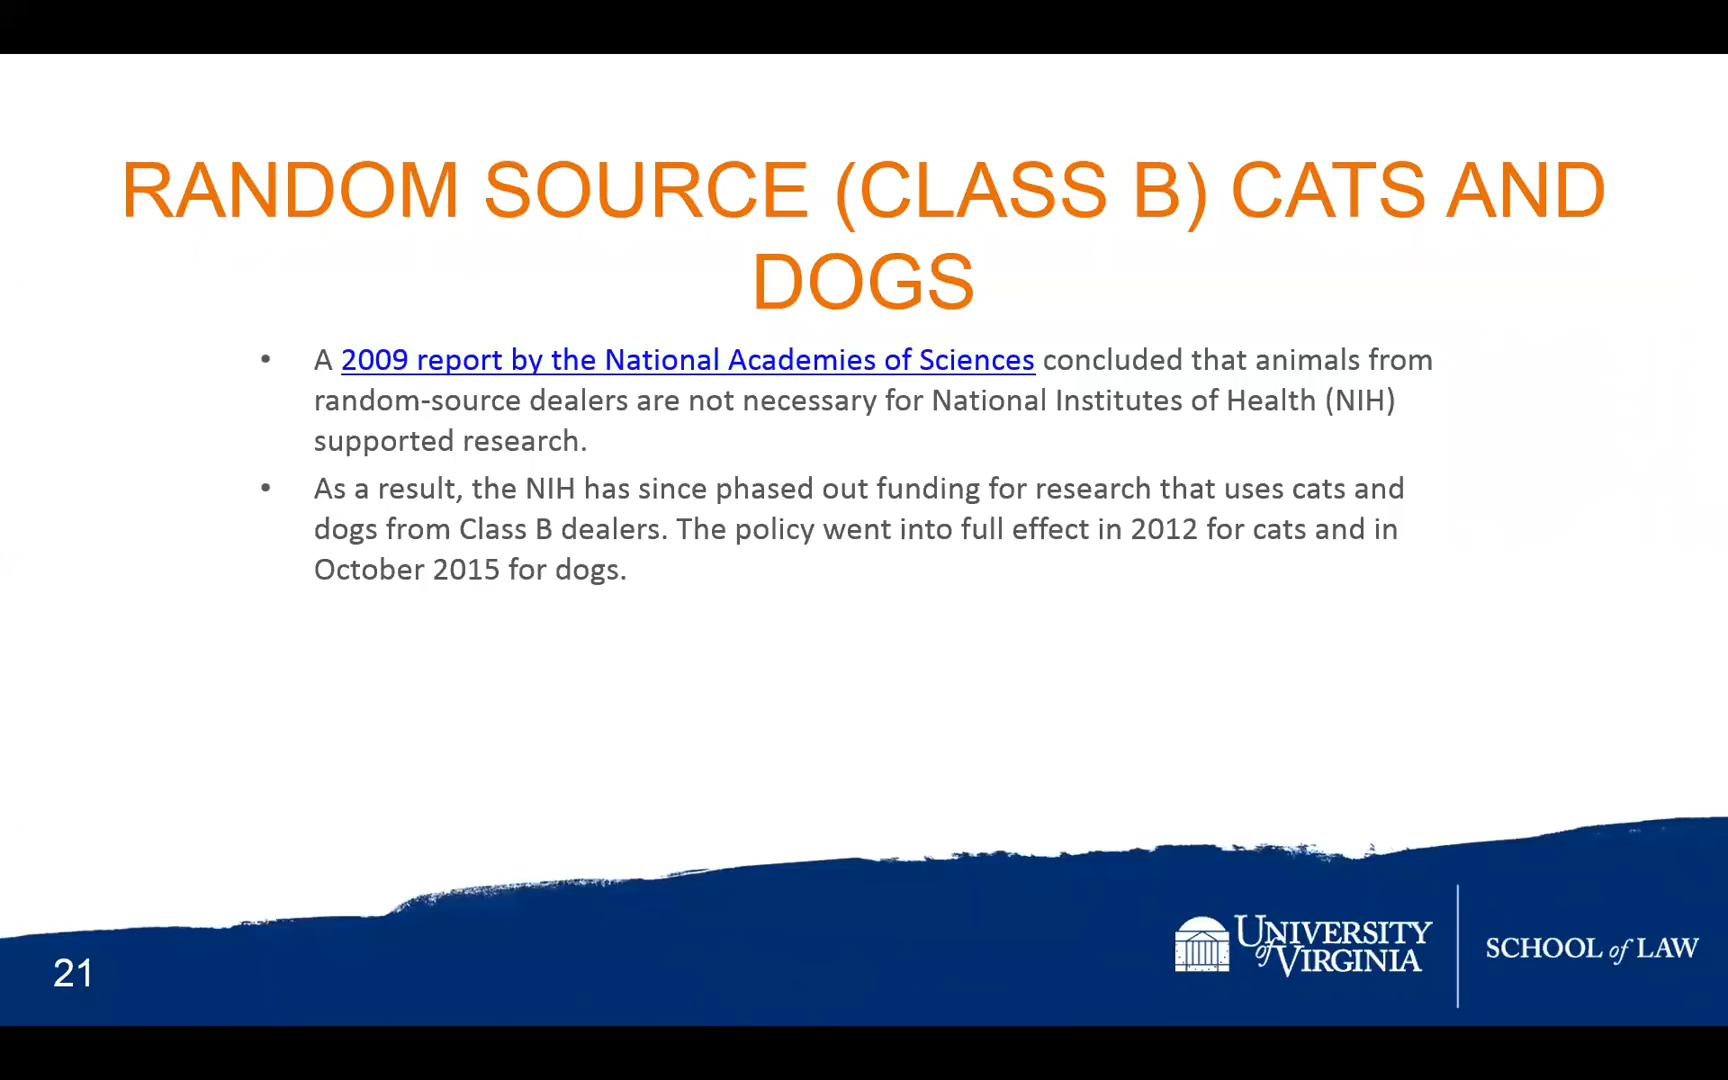 RANDOM SOURCE (CLASS B) CATS AND
DOGS
• A 2009 report by the National Academies of Sciences concluded that animals from
random-source dealers are not necessary for National Institutes of Health (NIH)
supported research.
• As a result, the NIH has since phased out funding for research that uses cats and
dogs from Class B dealers. The policy went into full effect in 2012 for cats and in
October 2015 for dogs.
21
UNIVERSITY
of VIRGINIA
SCHOOL of LAW